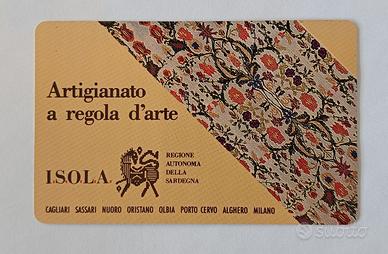 Artigianato
a regola d'arte
I.S.O.L.A.
REGIONE
AUTONOMA
DELLA
SARDEGNA
CAGLIARI SASSARI NUORO ORISTANO OLBIA PORTO CERVO ALGHERO MILANO
subito